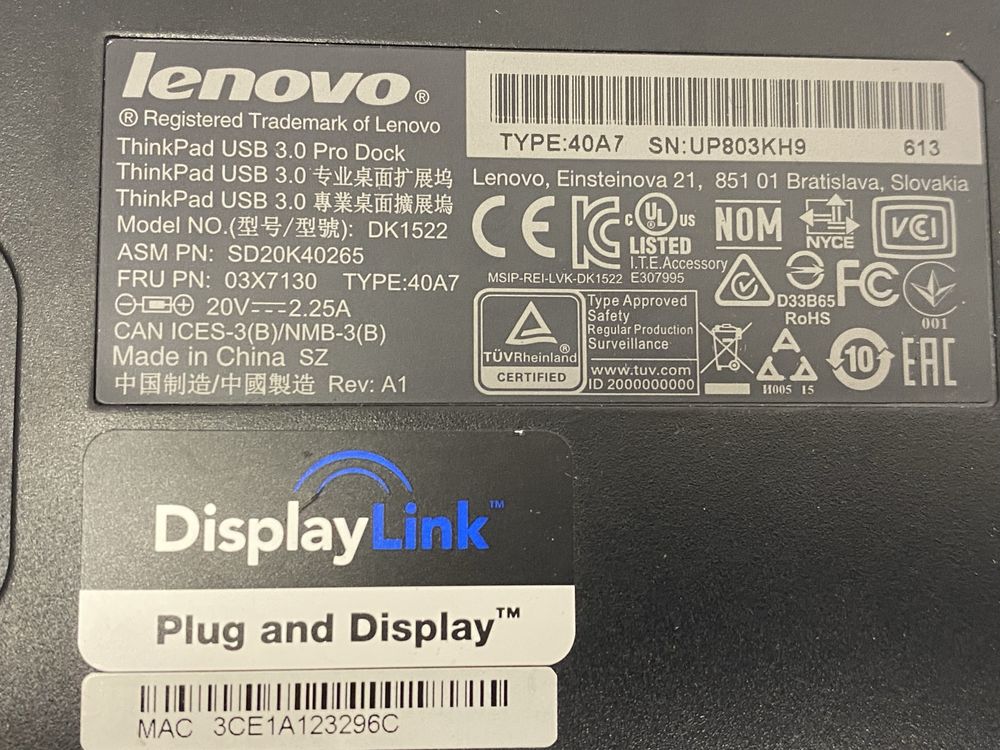 lenovo®
® Registered Trademark of Lenovo
ThinkPad USB 3.0 Pro Dock
ThinkPad USB 3.0 专业桌面扩展坞
ThinkPad USB 3.0 專業桌面擴展塢
Model NO.(型号/型號): DK1522
ASM PN: SD20K40265
FRU PN: 03X7130 TYPE:40A7
20V 2.25A
CAN ICES-3(B)/NMB-3(B)
Made in China SZ
中国制造/中國製造 Rev: A1
TYPE:40A7 SN:UP803KH9 613
Lenovo, Einsteinova 21, 851 01 Bratislava, Slovakia
CE
c UL us
LISTED
I.T.E.Accessory
MSIP-REI-LVK-DK1522 E307995
NOM
NYCE
VCI
D33B65
RoHS
FC
001
TÜVRheinland®
CERTIFIED
Type Approved
Safety
Regular Production
Surveillance
www.tuv.com
ID 2000000000
И005 15
10
EAC
DisplayLink™
Plug and Display™
MAC 3CE1A123296C